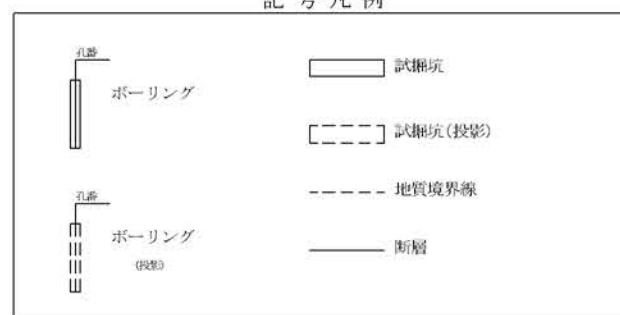 記号凡例
孔番
ボーリング
孔番
ボーリング
(投影)
試掘坑
試掘坑(投影)
地質境界線
断層